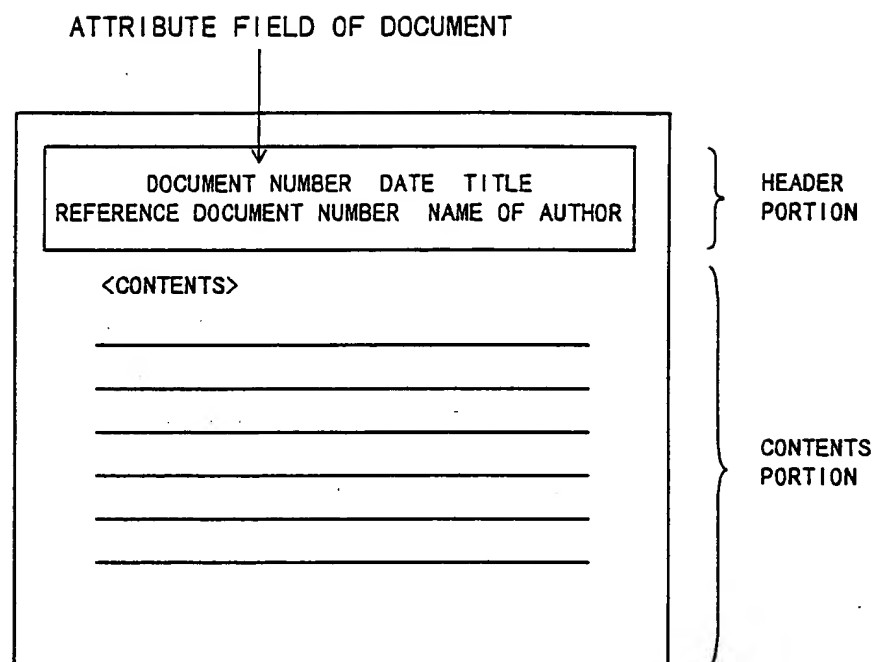 ATTRIBUTE FIELD OF DOCUMENT
DOCUMENT NUMBER DATE TITLE
REFERENCE DOCUMENT NUMBER NAME OF AUTHOR
HEADER
PORTION
<CONTENTS>
CONTENTS
PORTION